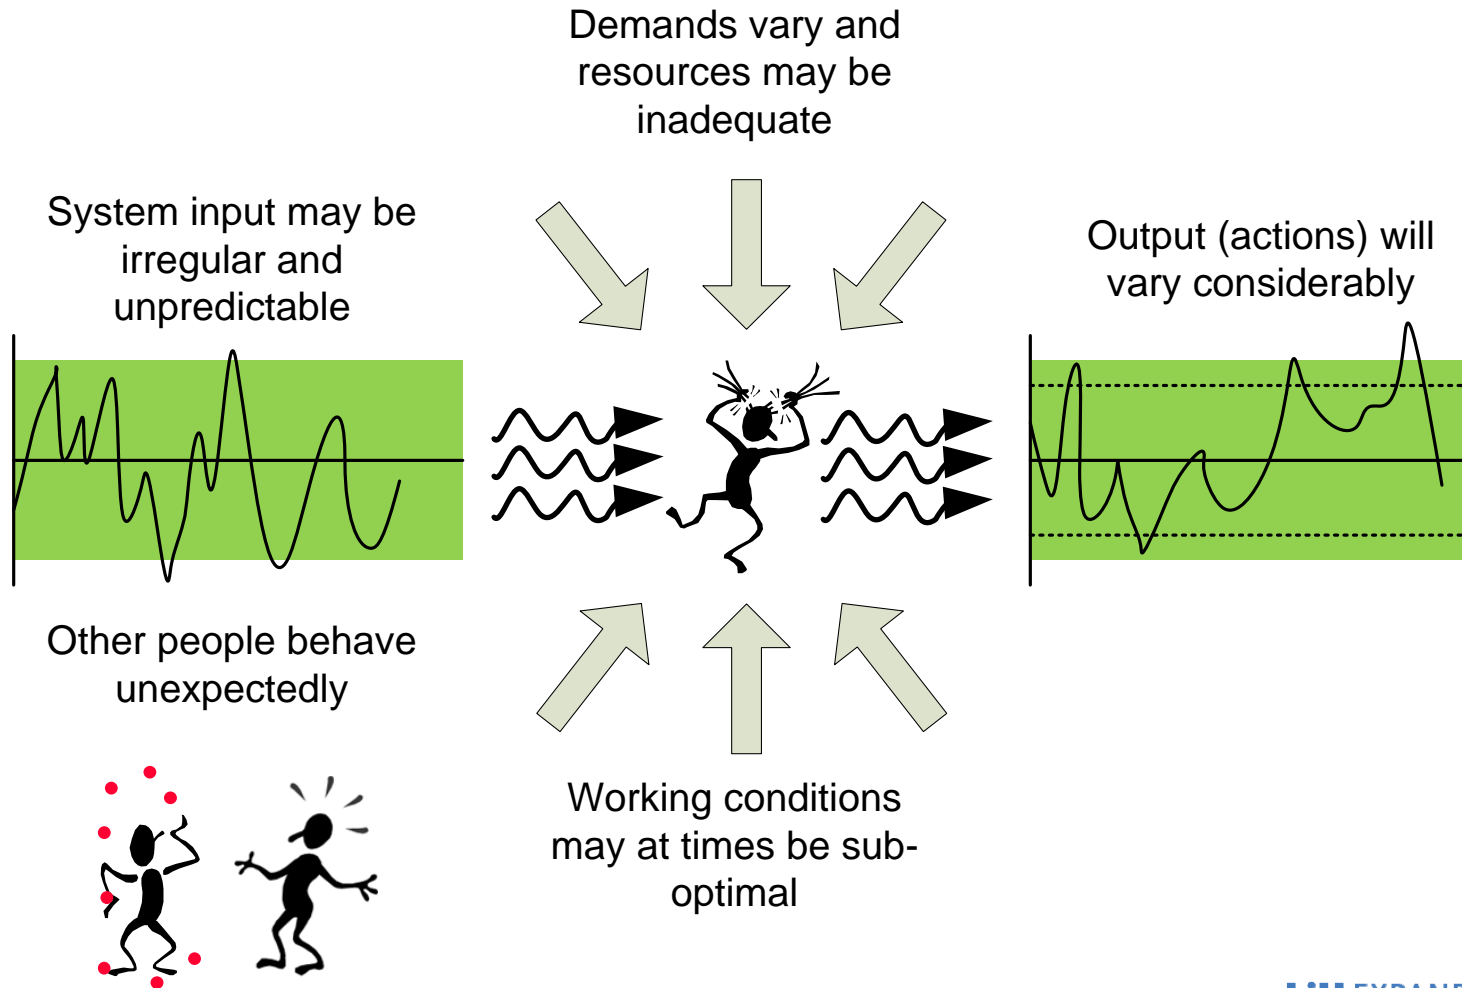 Demands vary and
resources may be
inadequate
System input may be
irregular and
unpredictable
Output (actions) will
vary considerably
Other people behave
unexpectedly
Working conditions
may at times be sub-
optimal